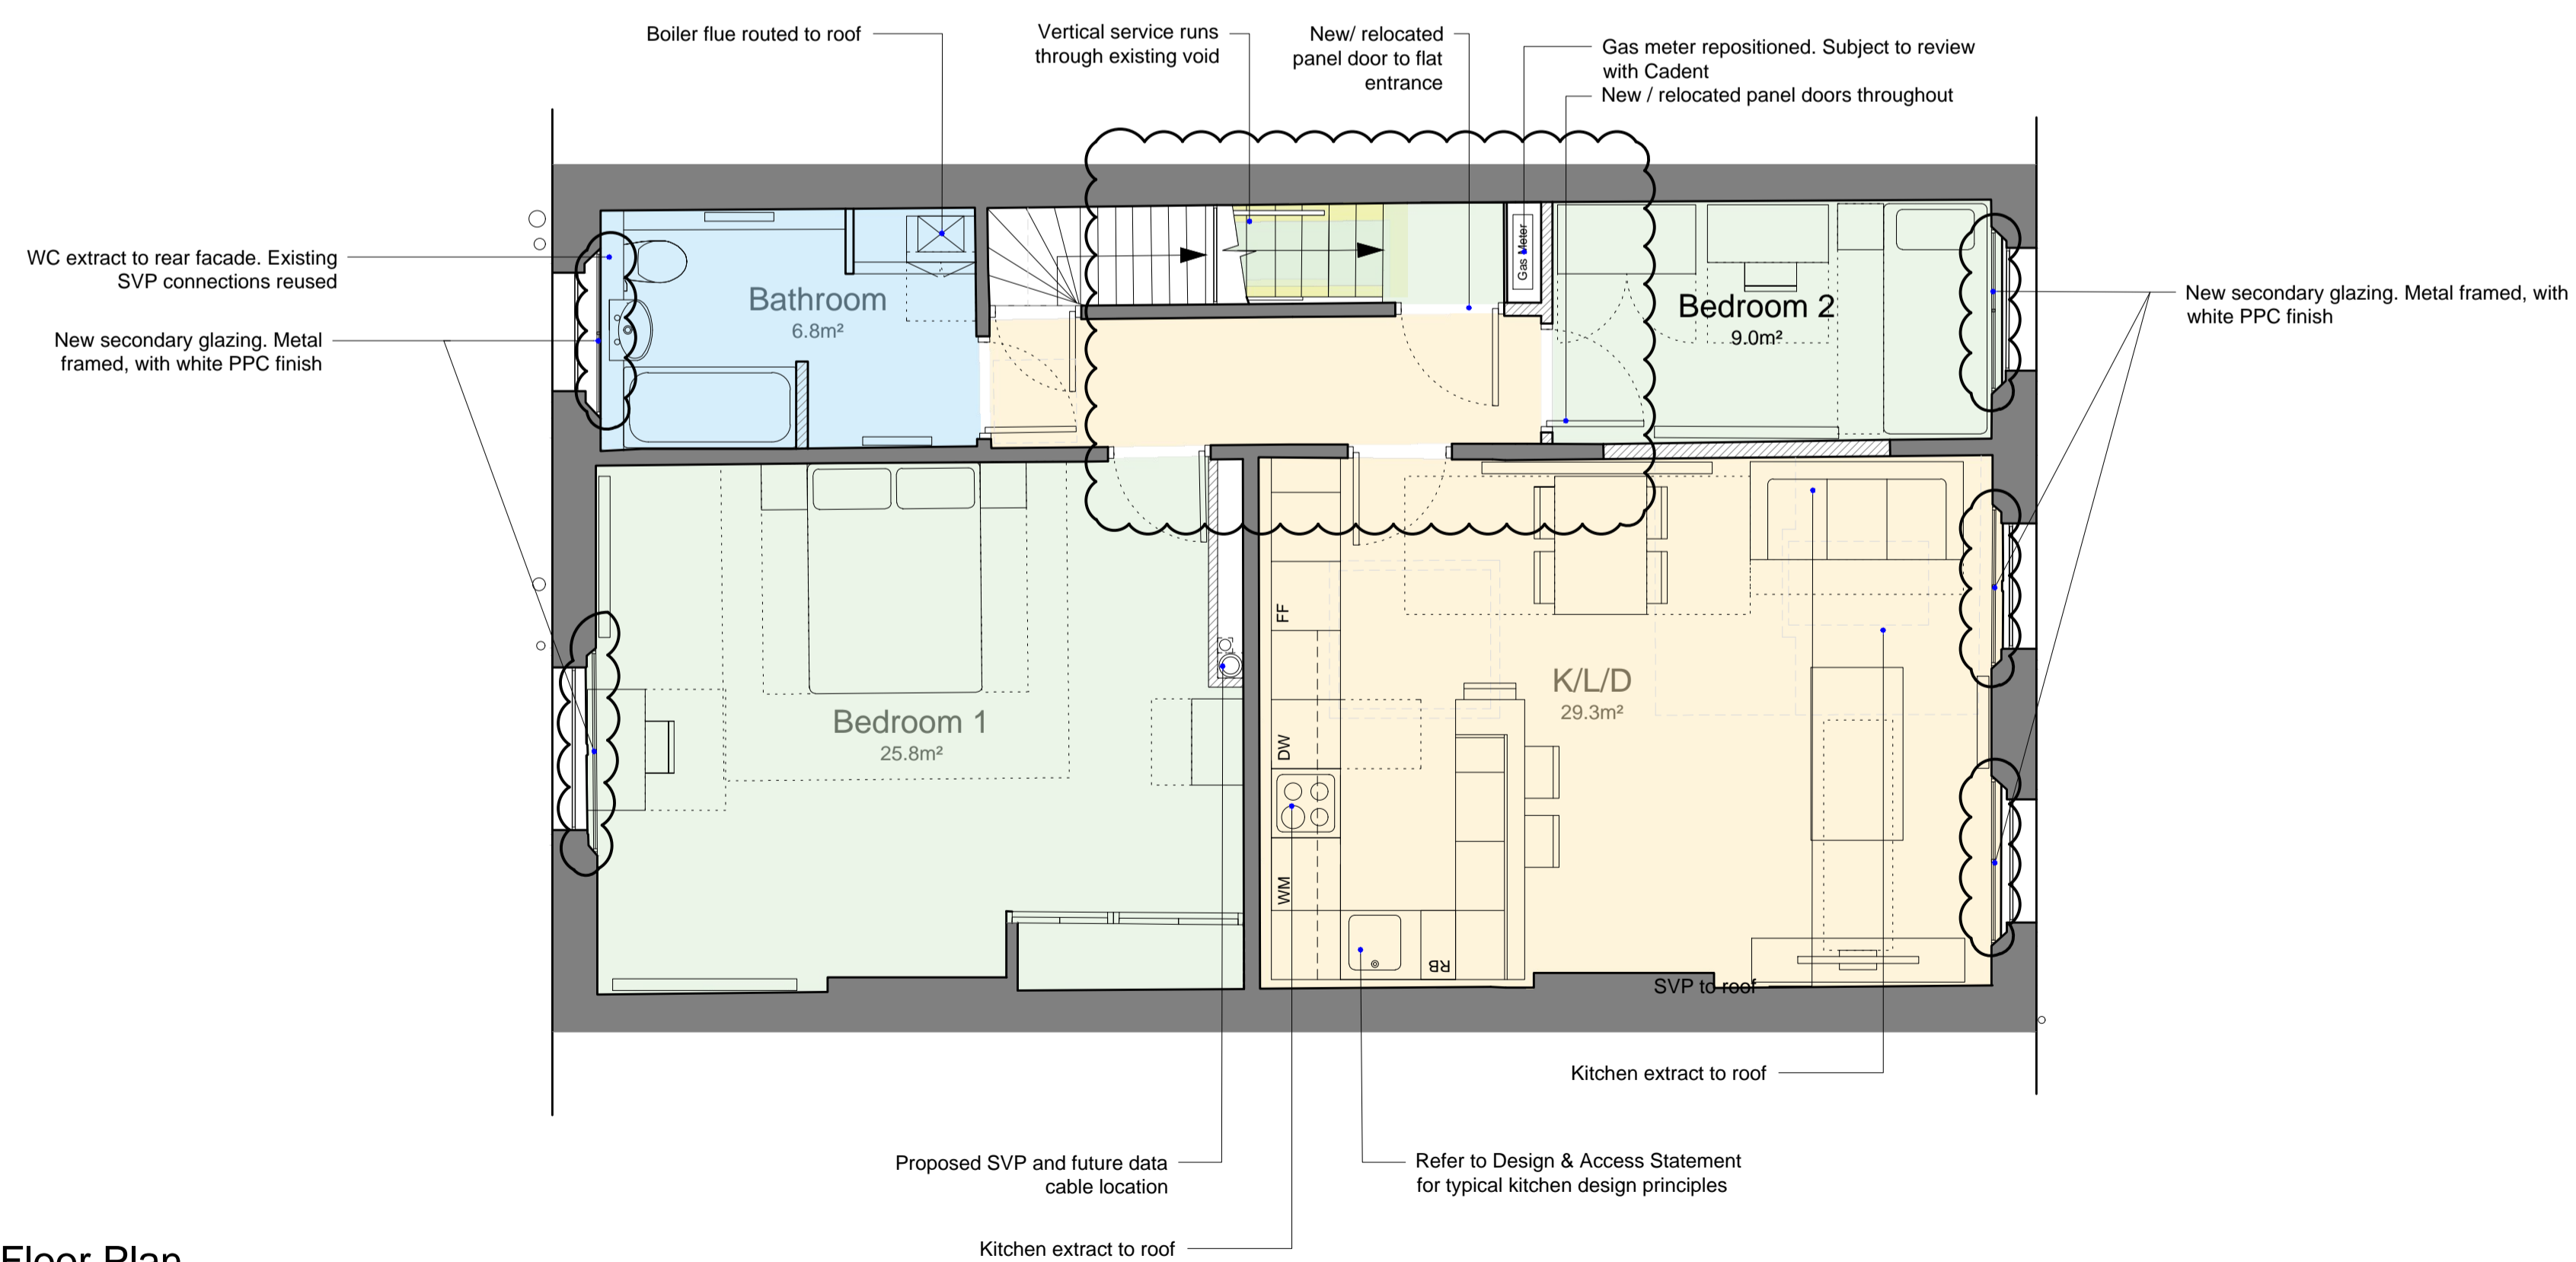 Boiler flue routed to roof
Vertical service runs
through existing void
New/ relocated
panel door to flat
entrance
Gas meter repositioned. Subject to review
with Cadent
New / relocated panel doors throughout
WC extract to rear facade. Existing
SVP connections reused
New secondary glazing. Metal
framed, with white PPC finish
Bathroom
6.8m²
Gas Meter
Bedroom 2
9.0m²
New secondary glazing. Metal framed, with
white PPC finish
Bedroom 1
25.8m²
FF
DW
WM
RB
K/L/D
29.3m²
SVP to roof
Kitchen extract to roof
Proposed SVP and future data
cable location
Refer to Design & Access Statement
for typical kitchen design principles
Kitchen extract to roof
Floor Plan